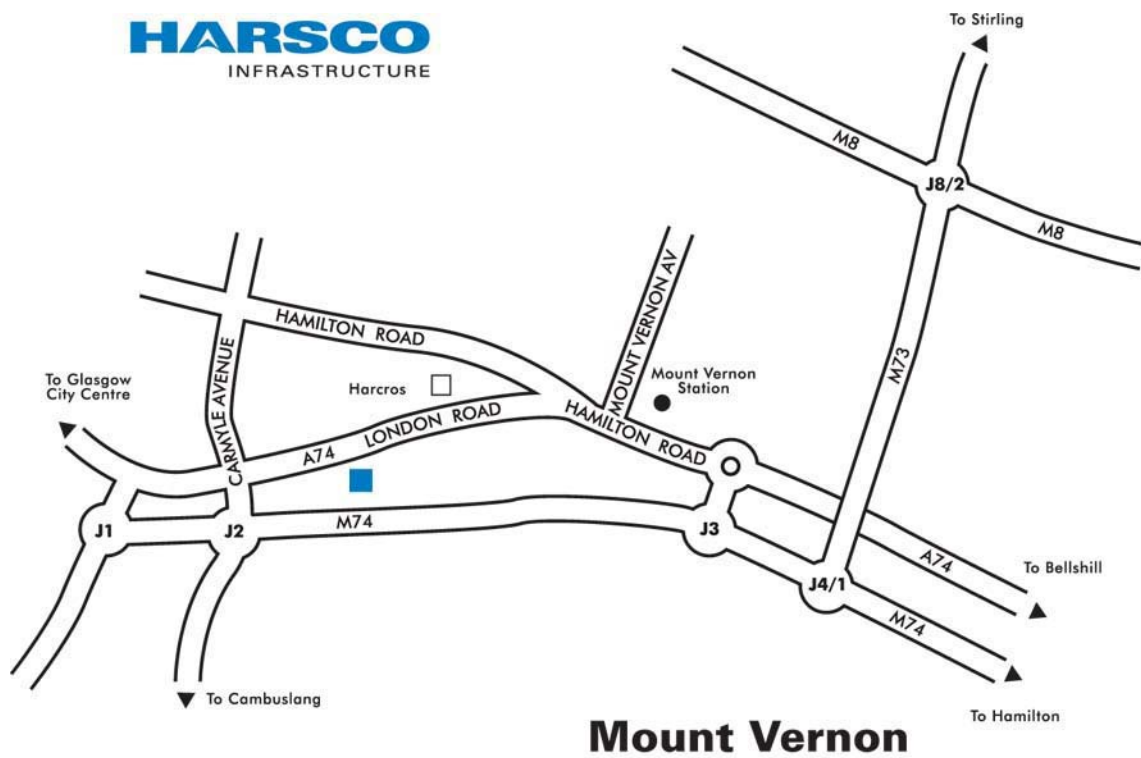 HARSCO
INFRASTRUCTURE
To Stirling
M8
J8/2
M8
HAMILTON ROAD
MOUNT VERNON AV
M73
CARMYLE AVENUE
To Glasgow
City Centre
Harcros
Mount Vernon
Station
LONDON ROAD
A74
HAMILTON ROAD
J1
J2
M74
J3
A74
To Bellshill
J4/1
M74
To Cambuslang
To Hamilton
Mount Vernon